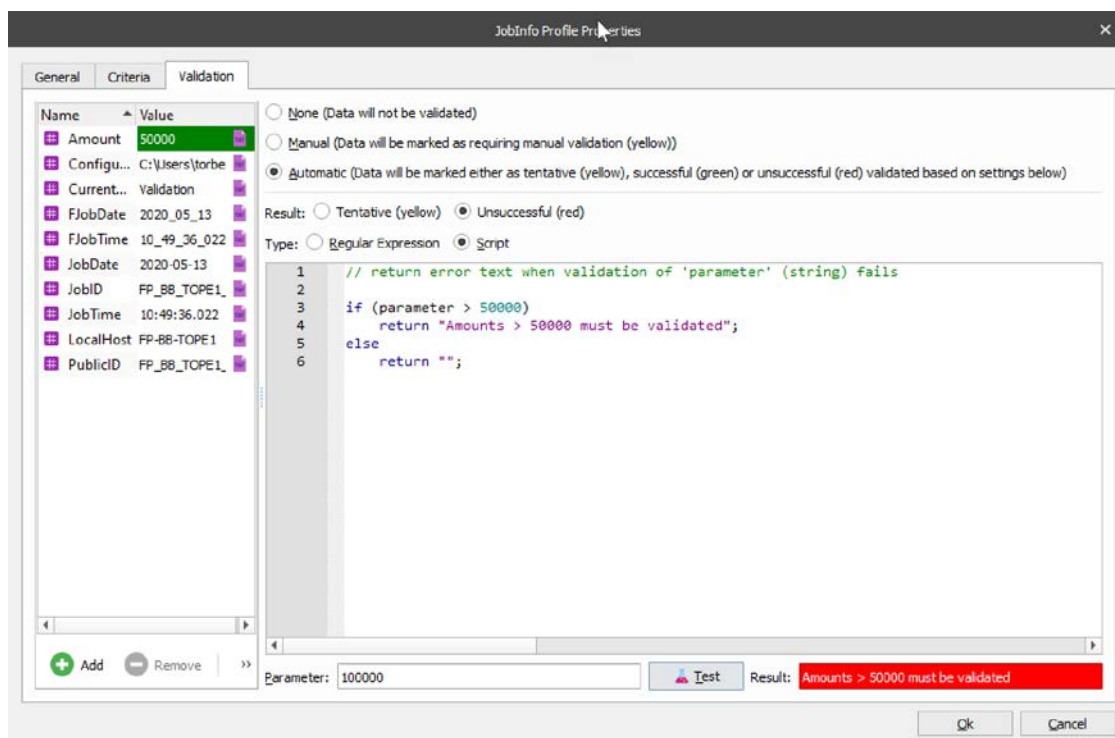 JobInfo Profile Properties
General Criteria Validation
Name Value
Amount 50000
Configu... C:\Users\torbe
Current... Validation
FJobDate 2020_05_13
FJobTime 10_49_36_022
JobDate 2020-05-13
JobID FP_BB_TOPE1_
JobTime 10:49:36.022
LocalHost FP-BB-TOPE1
PublicID FP_BB_TOPE1_
Add Remove »
None (Data will not be validated)
Manual (Data will be marked as requiring manual validation (yellow))
Automatic (Data will be marked either as tentative (yellow), successful (green) or unsuccessful (red) validated based on settings below)
Result: Tentative (yellow) Unsuccessful (red)
Type: Regular Expression Script
1 // return error text when validation of 'parameter' (string) fails
2
3 if (parameter > 50000)
4 return "Amounts > 50000 must be validated";
5 else
6 return "";
Parameter: 100000 Test Result: Amounts > 50000 must be validated
Ok Cancel